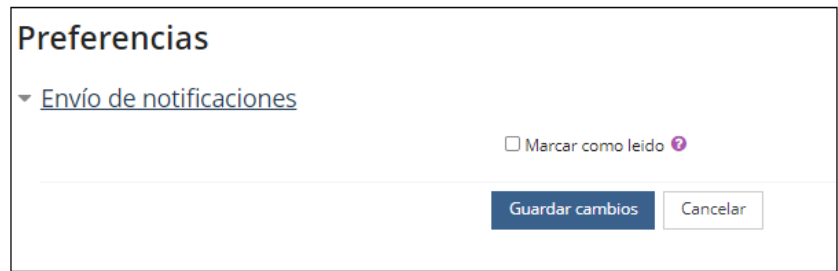 Preferencias
Envío de notificaciones
Marcar como leido
Guardar cambios Cancelar